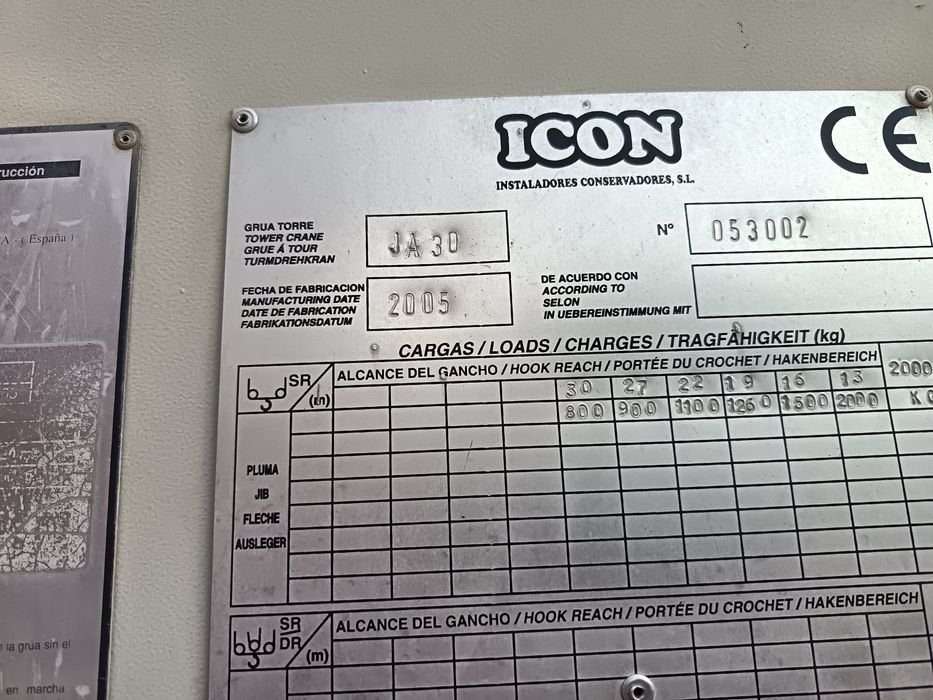 rucción
A - ( España )
n la grúa sin el
en marcha
ICON
INSTALADORES CONSERVADORES, S.L.
CE
GRUA TORRE
TOWER CRANE
GRUE Á TOUR
TURMDREHKRAN
JA 30
Nº
053002
FECHA DE FABRICACION
MANUFACTURING DATE
DATE DE FABRICATION
FABRIKATIONSDATUM
2005
DE ACUERDO CON
ACCORDING TO
SELON
IN UEBEREINSTIMMUNG MIT
CARGAS / LOADS / CHARGES / TRAGFÄHIGKEIT (kg)
SR
(m)
ALCANCE DEL GANCHO / HOOK REACH / PORTÉE DU CROCHET / HAKENBEREICH
30 27 22 19 16 13 2000
800 900 1100 1260 1500 2000 KG
PLUMA
JIB
FLECHE
AUSLEGER
SR
DR
(m)
ALCANCE DEL GANCHO / HOOK REACH / PORTÉE DU CROCHET / HAKENBEREICH